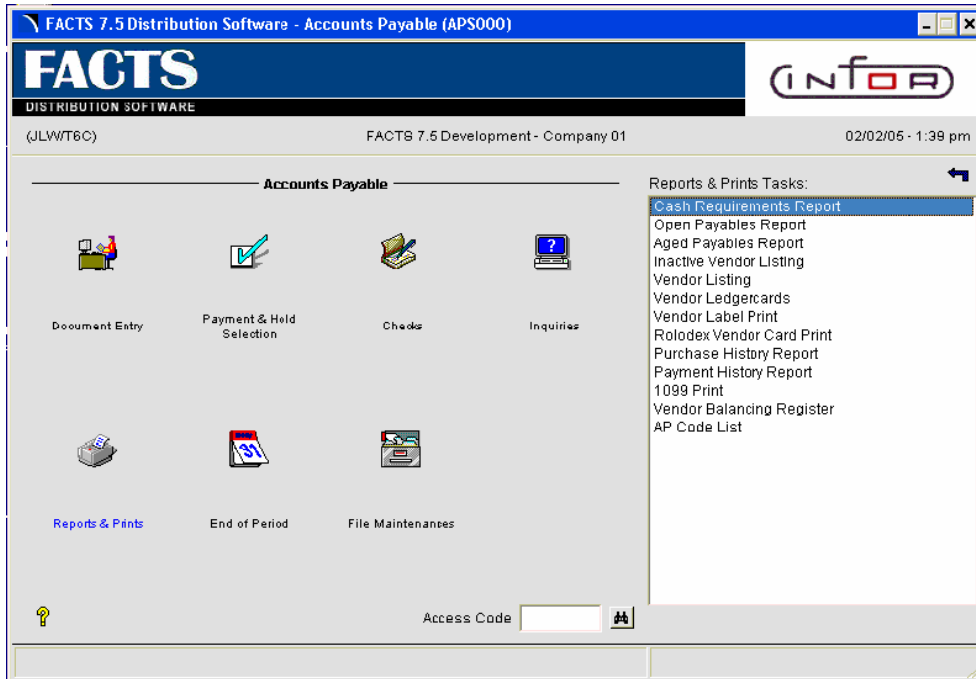 FACTS 7.5 Distribution Software - Accounts Payable (APS000)
FACTS
DISTRIBUTION SOFTWARE
infor
(JLW/T6C)
FACTS 7.5 Development - Company 01
02/02/05 - 1:39 pm
Accounts Payable
Document Entry
Payment & Hold
Selection
Checks
?
Inquiries
Reports & Prints
31
End of Period
File Maintenances
Reports & Prints Tasks:
Cash Requirements Report
Open Payables Report
Aged Payables Report
Inactive Vendor Listing
Vendor Listing
Vendor Ledgercards
Vendor Label Print
Rolodex Vendor Card Print
Purchase History Report
Payment History Report
1099 Print
Vendor Balancing Register
AP Code List
?
Access Code